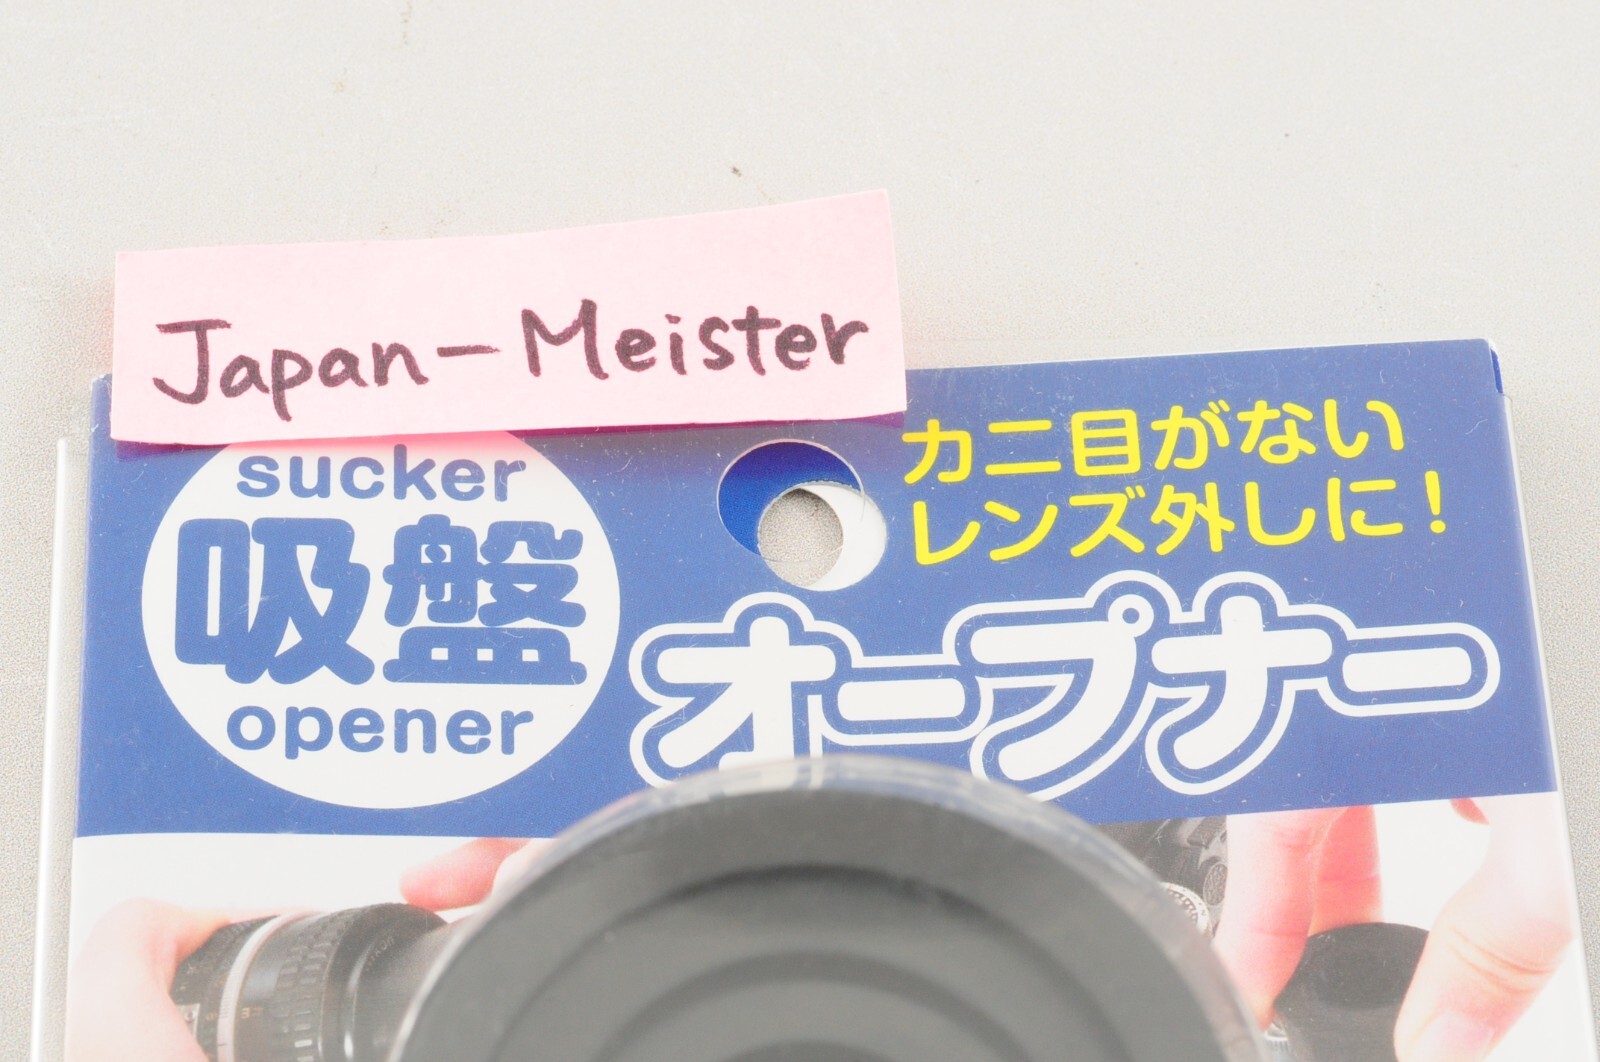 Japan-Meister
sucker
吸盤
opener
カニ目がない
レンズ外しに!
オープナー